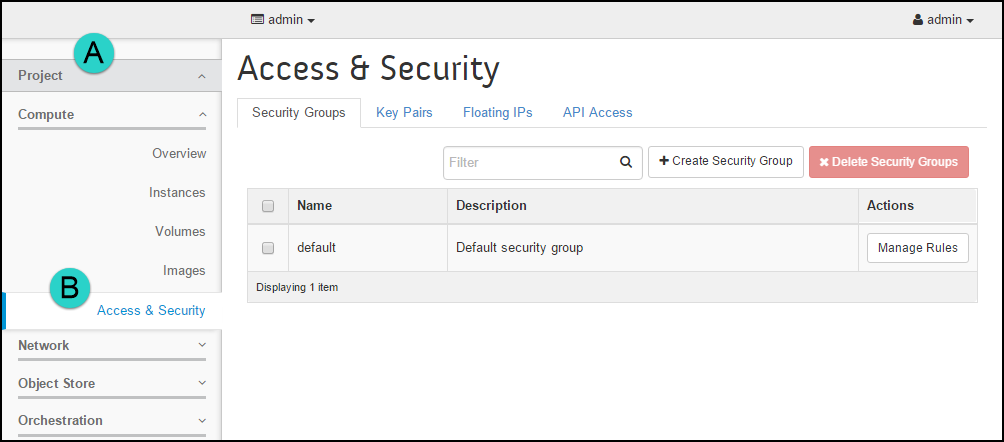 admin admin
A
Project
Compute
Overview
Instances
Volumes
Images
B
Access & Security
Network
Object Store
Orchestration
Access & Security
Security Groups Key Pairs Floating IPs API Access
Filter Create Security Group Delete Security Groups
Name Description Actions
default Default security group Manage Rules
Displaying 1 item